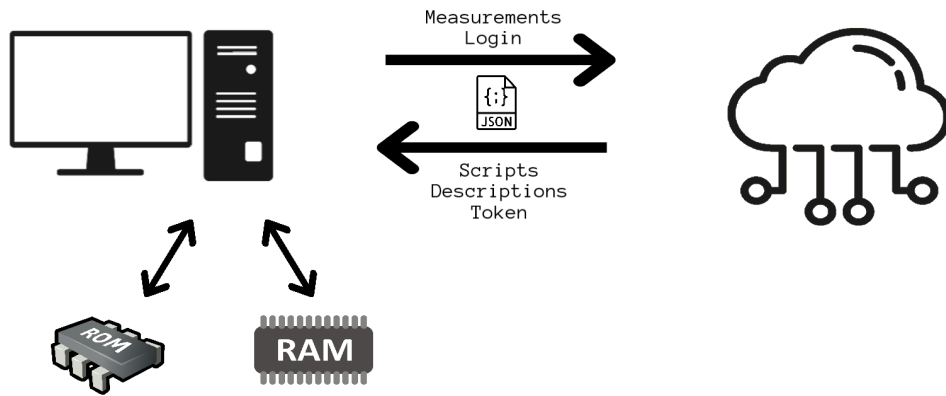 Measurements
Login
{;}
JSON
Scripts
Descriptions
Token
ROM
RAM